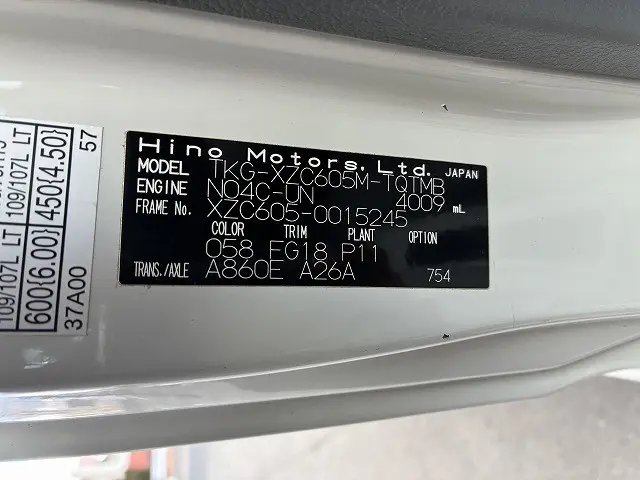 Hino Motors, Ltd. JAPAN
MODEL TKG-XZC605M-TQTMB
ENGINE N04C-UN 4009 mL
FRAME No. XZC605-0015245
COLOR TRIM PLANT OPTION
058 FG18 P11
TRANS./AXLE A860E A26A 754
109/107L LT 109/107L LT
600{6.00} 450{4.50}
37A00 57